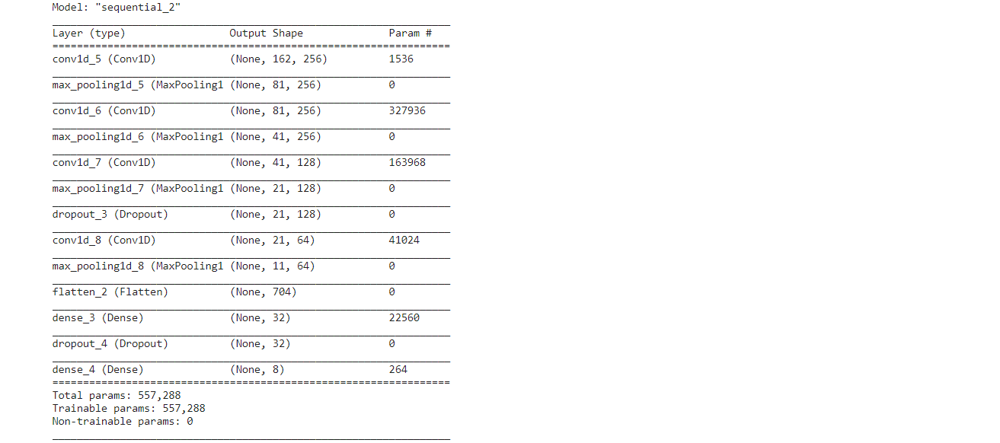 Model: "sequential_2"
_________________________________________________________________
Layer (type)                 Output Shape              Param #
=================================================================
conv1d_5 (Conv1D)            (None, 162, 256)          1536
_________________________________________________________________
max_pooling1d_5 (MaxPooling1 (None, 81, 256)           0
_________________________________________________________________
conv1d_6 (Conv1D)            (None, 81, 256)           327936
_________________________________________________________________
max_pooling1d_6 (MaxPooling1 (None, 41, 256)           0
_________________________________________________________________
conv1d_7 (Conv1D)            (None, 41, 128)           163968
_________________________________________________________________
max_pooling1d_7 (MaxPooling1 (None, 21, 128)           0
_________________________________________________________________
dropout_3 (Dropout)          (None, 21, 128)           0
_________________________________________________________________
conv1d_8 (Conv1D)            (None, 21, 64)            41024
_________________________________________________________________
max_pooling1d_8 (MaxPooling1 (None, 11, 64)            0
_________________________________________________________________
flatten_2 (Flatten)          (None, 704)               0
_________________________________________________________________
dense_3 (Dense)              (None, 32)                22560
_________________________________________________________________
dropout_4 (Dropout)          (None, 32)                0
_________________________________________________________________
dense_4 (Dense)              (None, 8)                 264
=================================================================
Total params: 557,288
Trainable params: 557,288
Non-trainable params: 0
_________________________________________________________________